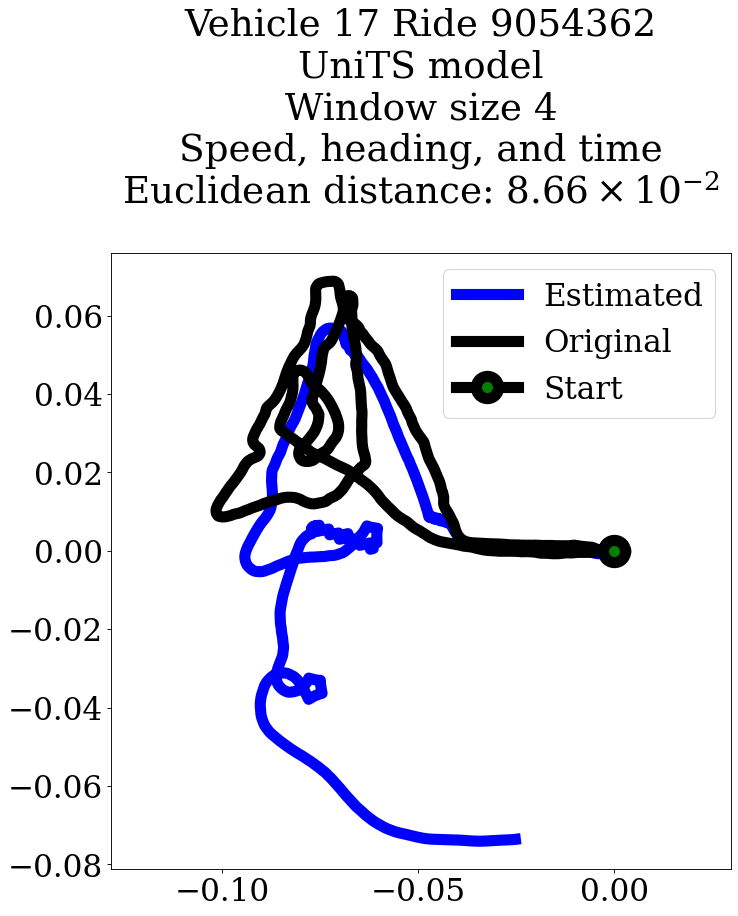 Vehicle 17 Ride 9054362
UniTS model
Window size 4
Speed, heading, and time
Euclidean distance: 8.66 × 10⁻²
Estimated
Original
Start
0.06
0.04
0.02
0.00
−0.02
−0.04
−0.06
−0.08
−0.10
−0.05
0.00